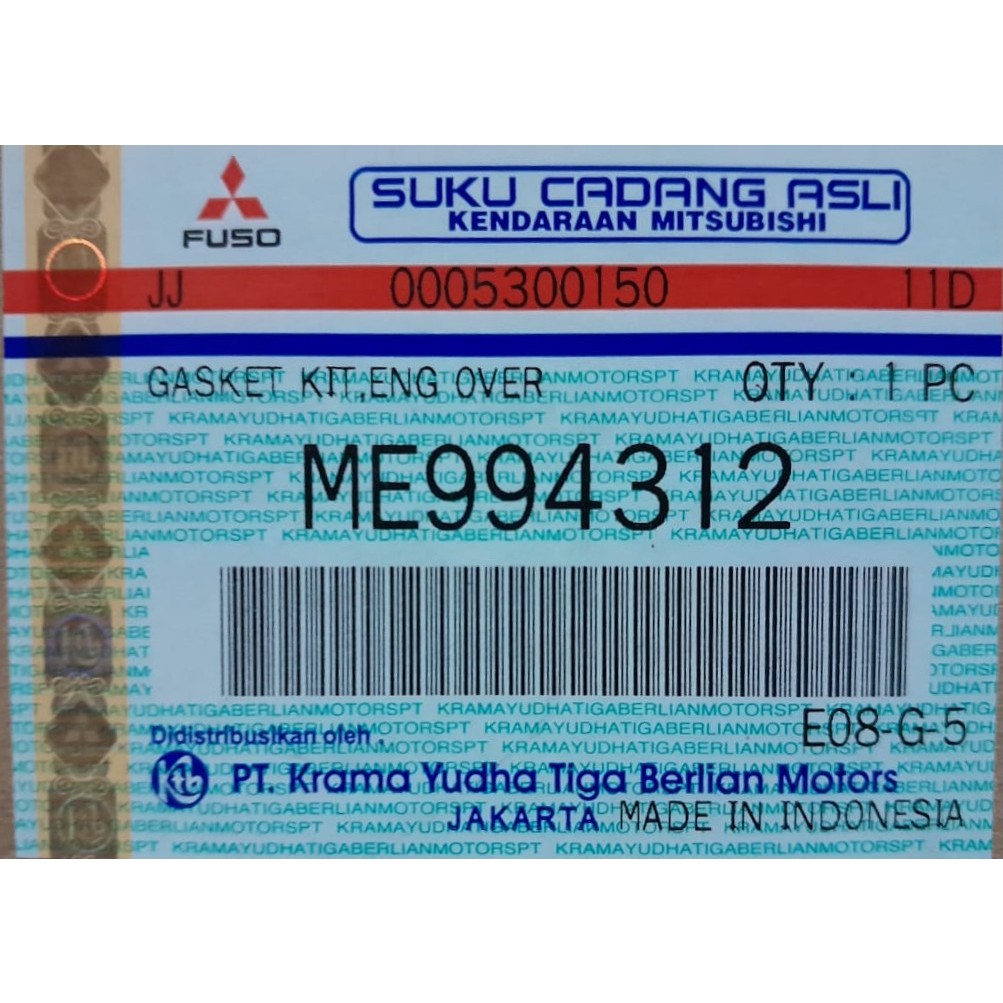 FUSO
SUKU CADANG ASLI
KENDARAAN MITSUBISHI
JJ 0005300150 11D
GASKET KIT,ENG OVER QTY : 1 PC
ME994312
E08-G-5
Didistribusikan oleh
Ktb PT. Krama Yudha Tiga Berlian Motors
JAKARTA MADE IN INDONESIA